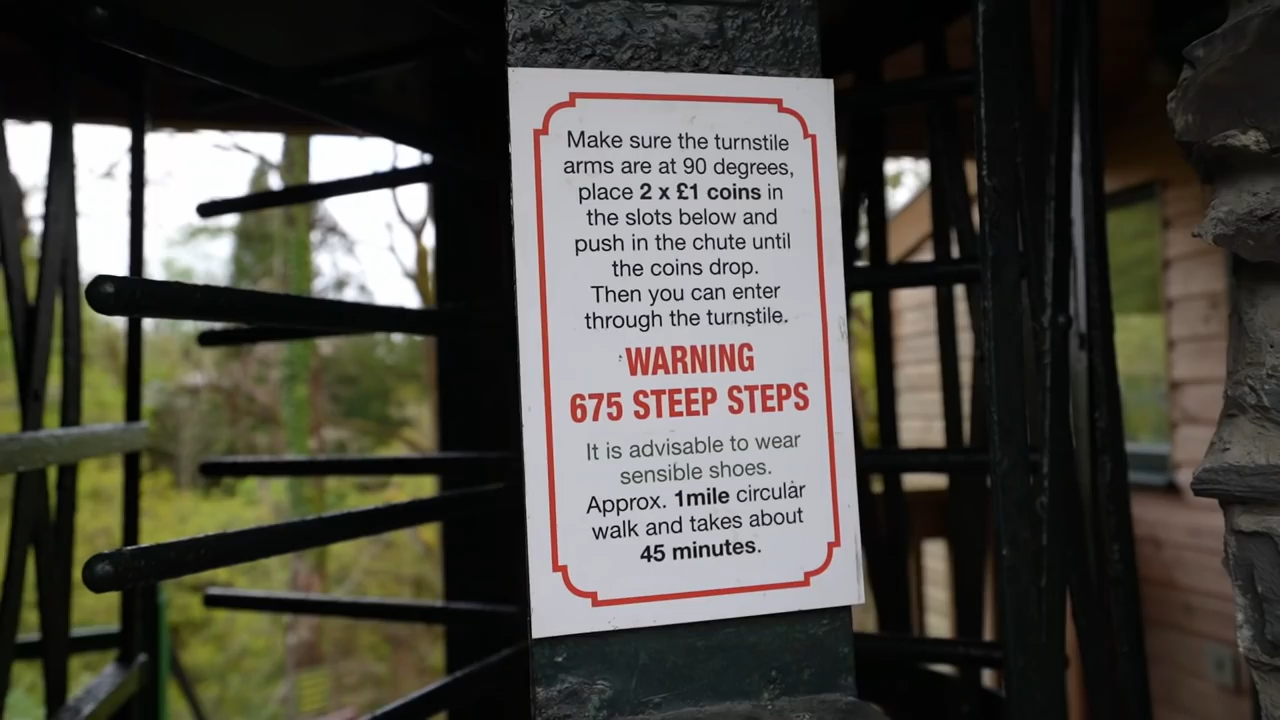 Make sure the turnstile
arms are at 90 degrees,
place 2 x £1 coins in
the slots below and
push in the chute until
the coins drop.
Then you can enter
through the turnstile.
WARNING
675 STEEP STEPS
It is advisable to wear
sensible shoes.
Approx. 1mile circular
walk and takes about
45 minutes.